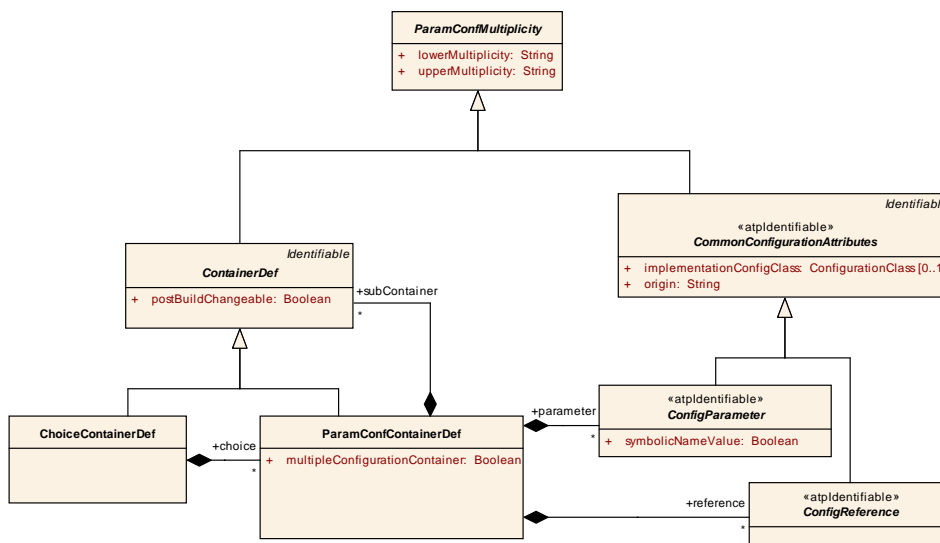 ParamConfMultiplicity
+ lowerMultiplicity: String
+ upperMultiplicity: String
Identifiable
«atpIdentifiable»
CommonConfigurationAttributes
+ implementationConfigClass: ConfigurationClass [0..1
+ origin: String
Identifiable
ContainerDef
+ postBuildChangeable: Boolean
+subContainer
*
ChoiceContainerDef
+choice
*
ParamConfContainerDef
+ multipleConfigurationContainer: Boolean
+parameter
*
«atpIdentifiable»
ConfigParameter
+ symbolicNameValue: Boolean
+reference
*
«atpIdentifiable»
ConfigReference